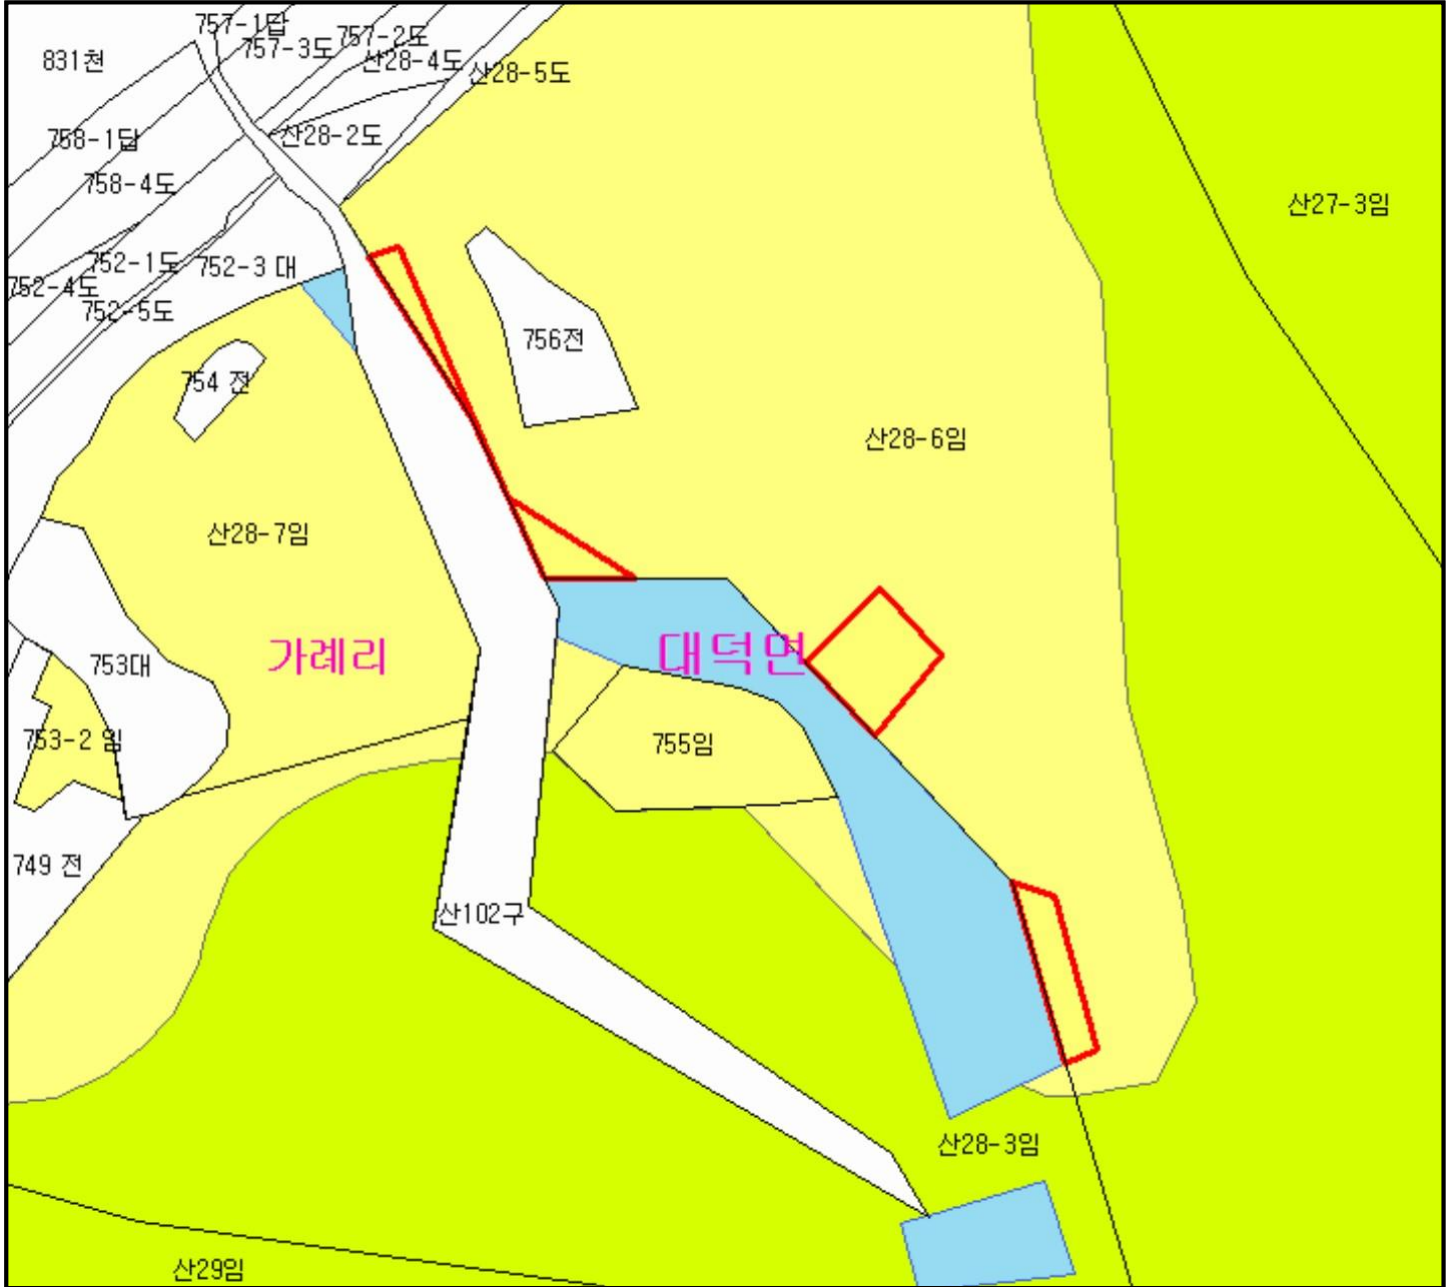 757-1답
757-2도
757-3도
831천
산28-4도
산28-5도
산28-2도
758-1답
758-4도
산27-3임
752-1도
752-3 대
752-4도
752-5도
756전
754 전
산28-6임
산28-7임
가례리
대덕면
753대
753-2 임
755임
749 전
산102구
산28-3임
산29임